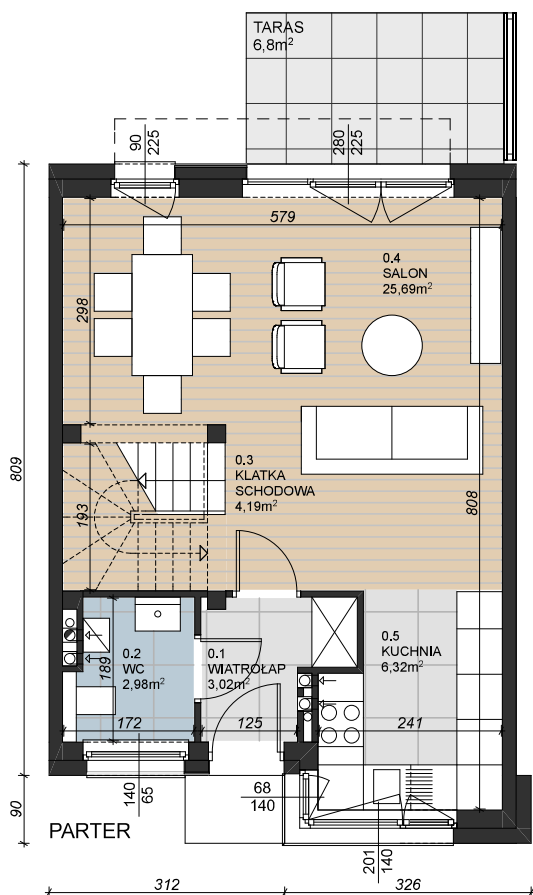 TARAS
6,8m²
90
225
280
225
579
0.4
SALON
25,69m²
298
809
0.3
KLATKA
SCHODOWA
4,19m²
193
808
0.2
WC
2,98m²
189
0.1
WIATROŁAP
3,02m²
0.5
KUCHNIA
6,32m²
172
125
241
140
65
68
140
90
PARTER
201
140
312
326